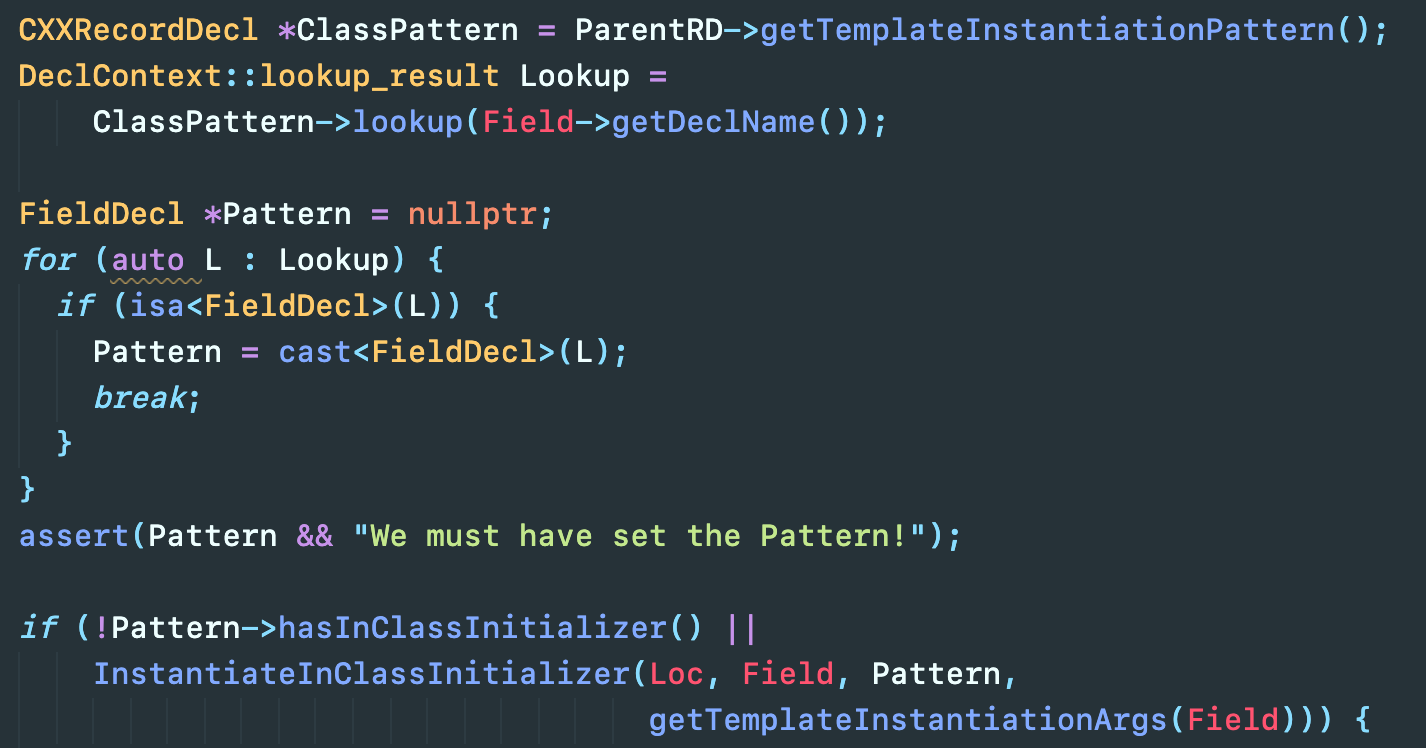 CXXRecordDecl *ClassPattern = ParentRD->getTemplateInstantiationPattern();
DeclContext::lookup_result Lookup =
    ClassPattern->lookup(Field->getDeclName());

FieldDecl *Pattern = nullptr;
for (auto L : Lookup) {
  if (isa<FieldDecl>(L)) {
    Pattern = cast<FieldDecl>(L);
    break;
  }
}
assert(Pattern && "We must have set the Pattern!");

if (!Pattern->hasInClassInitializer() ||
    InstantiateInClassInitializer(Loc, Field, Pattern,
                                  getTemplateInstantiationArgs(Field))) {